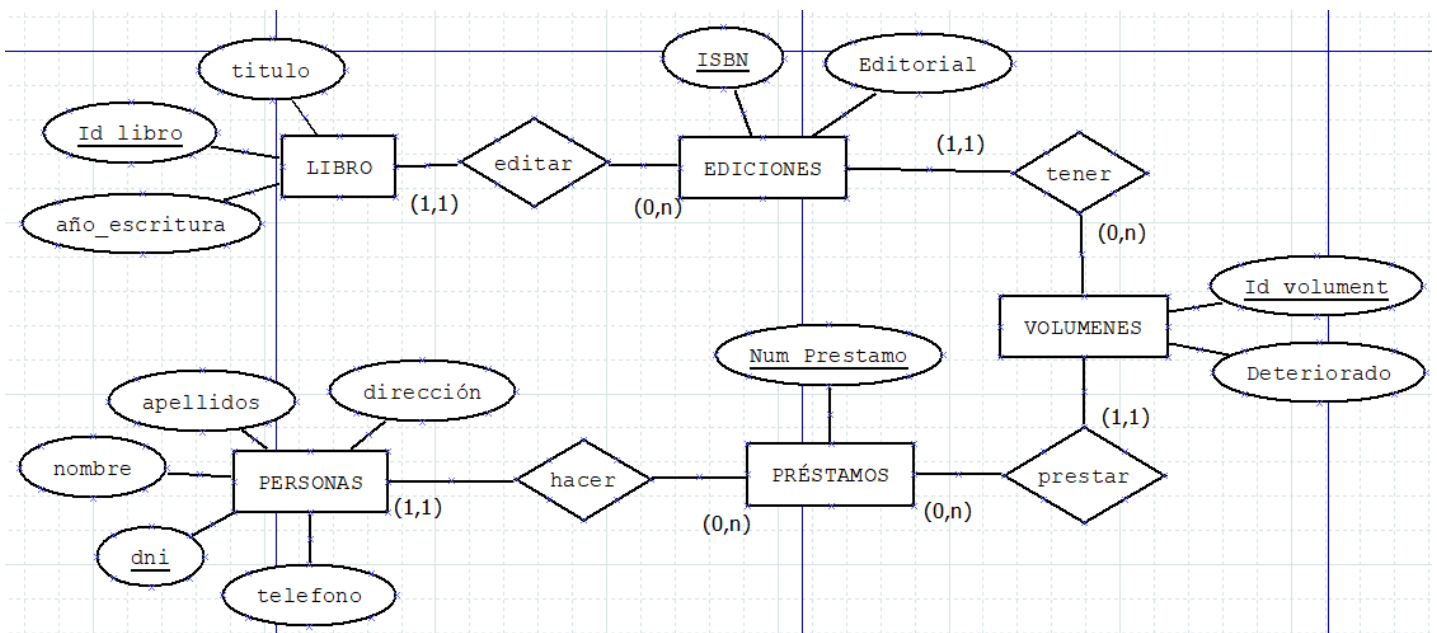 titulo
ISBN
Editorial
Id libro
LIBRO
editar
EDICIONES
(1,1)
tener
(1,1)
(0,n)
año_escritura
(0,n)
Id volument
VOLUMENES
Num Prestamo
Deteriorado
apellidos
dirección
(1,1)
nombre
PERSONAS
hacer
PRÉSTAMOS
prestar
(1,1)
(0,n)
(0,n)
dni
telefono